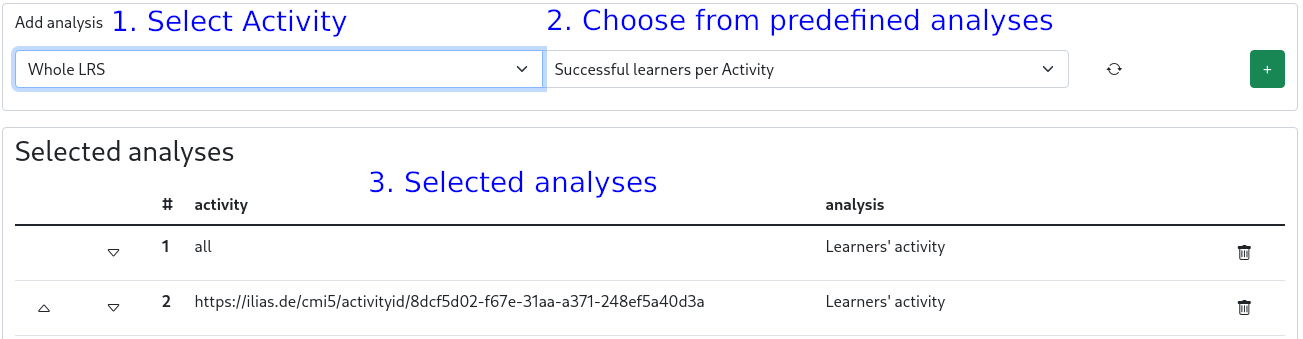 Add analysis 1. Select Activity 2. Choose from predefined analyses
Whole LRS Successful learners per Activity +
Selected analyses
3. Selected analyses
# activity analysis
1 all Learners' activity
2 https://ilias.de/cmi5/activityid/8dcf5d02-f67e-31aa-a371-248ef5a40d3a Learners' activity